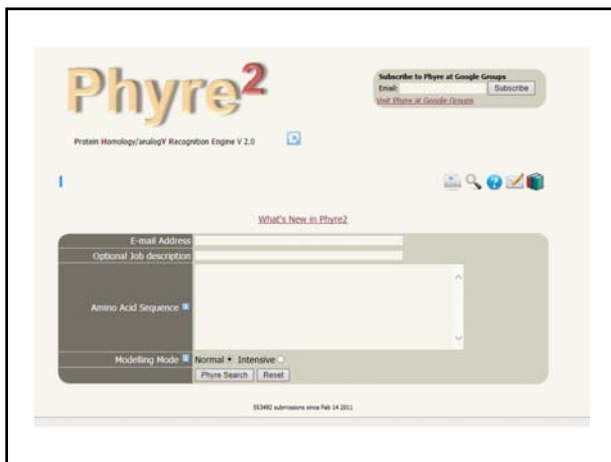 Phyre2
Subscribe to Phyre at Google Groups
Email:
Subscribe
Visit Phyre at Google Groups
Protein Homology/analogY Recognition Engine V 2.0
What's New in Phyre2
E-mail Address
Optional Job description
Amino Acid Sequence
Modelling Mode
Normal
Intensive
Phyre Search
Reset
553492 submissions since Feb 14 2011